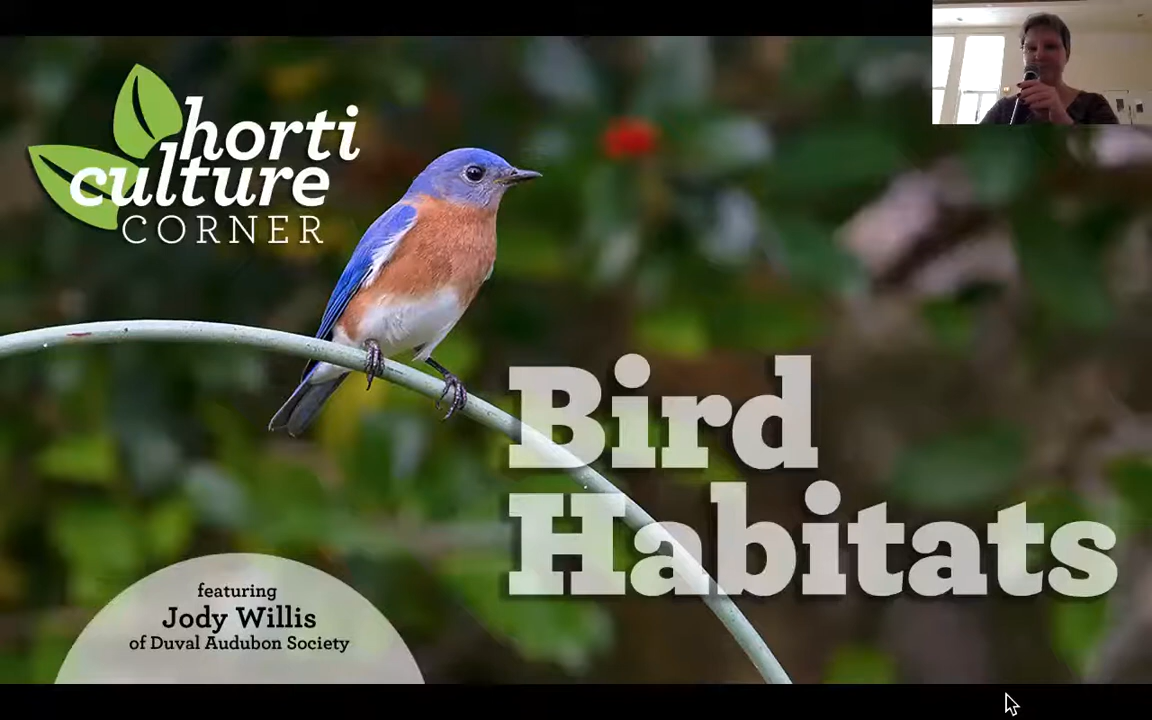 horti
culture
CORNER
Bird
Habitats
featuring
Jody Willis
of Duval Audubon Society